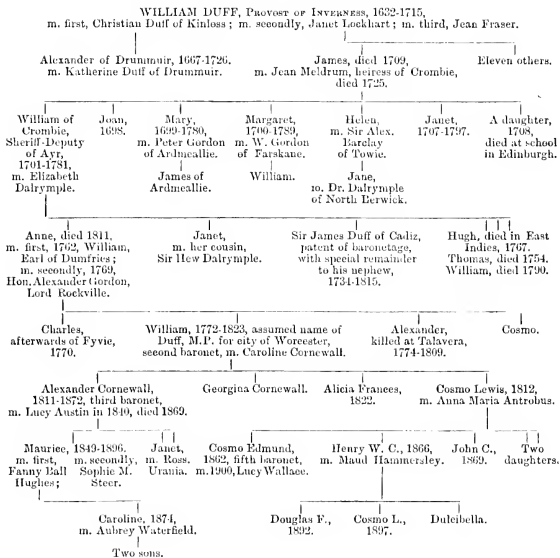 WILLIAM DUFF, PROVOST OF INVERNESS, 1632-1715,
m. first, Christian Duff of Kinloss; m. secondly, Janet Lockhart; m. third, Jean Fraser.
Alexander of Drummuir, 1667-1726.
m. Katherine Duff of Drummuir.
James, died 1709,
m. Jean Meldrum, heiress of Crombie,
died 1725.
Eleven others.
William of
Crombie,
Sheriff-Deputy
of Ayr,
1701-1781,
m. Elizabeth
Dalrymple.
Joan,
1698.
Mary,
1699-1780,
m. Peter Gordon
of Ardmeallie.
James of
Ardmeallie.
Margaret,
1700-1789,
m. W. Gordon
of Farskane.
William.
Helen,
m. Sir Alex.
Barclay
of Towie.
Jane,
m. Dr. Dalrymple
of North Berwick.
Janet,
1707-1797.
A daughter,
1708,
died at school
in Edinburgh.
Anne, died 1811,
m. first, 1762, William,
Earl of Dumfries;
m. secondly, 1769,
Hon. Alexander Gordon,
Lord Rockville.
Janet,
m. her cousin,
Sir Hew Dalrymple.
Sir James Duff of Cadiz,
patent of baronetage,
with special remainder
to his nephew,
1734-1815.
Hugh, died in East
Indies, 1767.
Thomas, died 1754.
William, died 1790.
Charles,
afterwards of Fyvie,
1770.
William, 1772-1823, assumed name of
Duff, M.P. for city of Worcester,
second baronet, m. Caroline Cornewall.
Alexander,
killed at Talavera,
1774-1809.
Cosmo.
Alexander Cornewall,
1811-1872, third baronet,
m. Lucy Austin in 1840, died 1869.
Georgina Cornewall.
Alicia Frances,
1822.
Cosmo Lewis, 1812,
m. Anna Maria Antrobus.
Maurice, 1849-1896.
m. first,
Fanny Ball
Hughes;
m. secondly,
Sophie M.
Steer.
Janet,
m. Ross.
Urania.
Cosmo Edmund,
1862, fifth baronet,
m. 1900, Lucy Wallace.
Henry W. C., 1866,
m. Maud Hammersley.
John C.,
1869.
Two
daughters.
Caroline, 1874,
m. Aubrey Waterfield.
Two sons.
Douglas F.,
1892.
Cosmo L.,
1897.
Dulcibella.